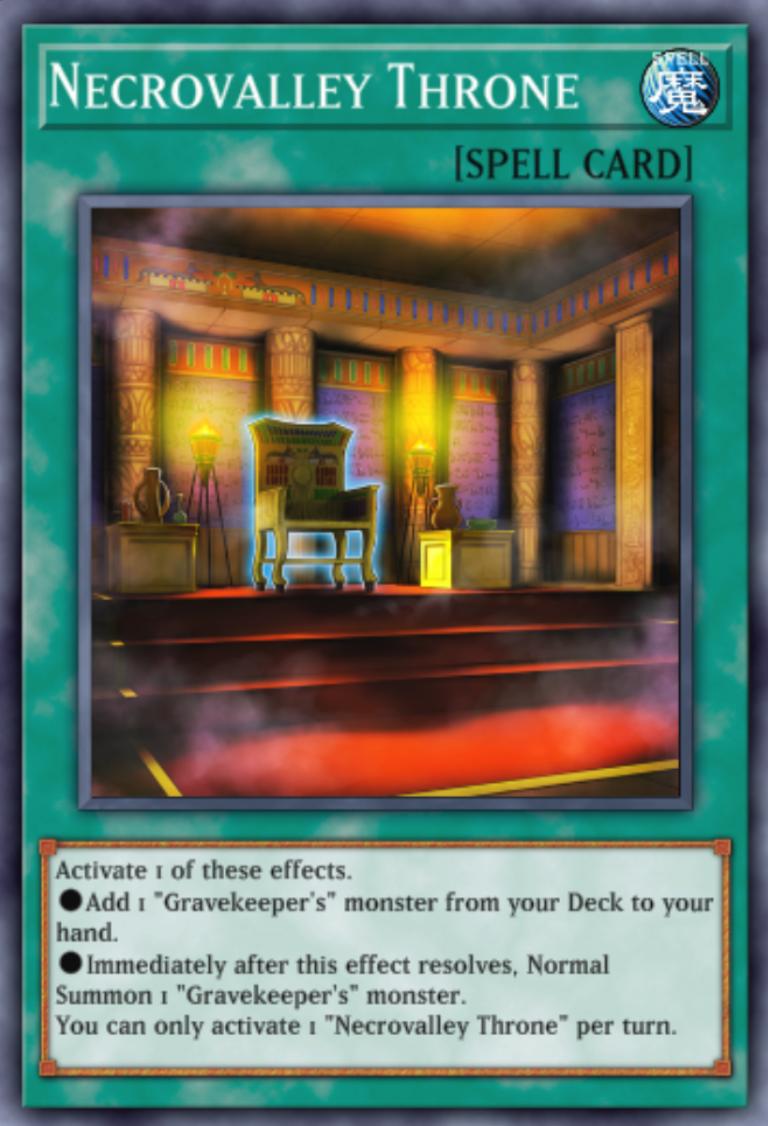 NECROVALLEY THRONE
SPELL
魔
[SPELL CARD]
Activate 1 of these effects.
●Add 1 "Gravekeeper's" monster from your Deck to your
hand.
●Immediately after this effect resolves, Normal
Summon 1 "Gravekeeper's" monster.
You can only activate 1 "Necrovalley Throne" per turn.